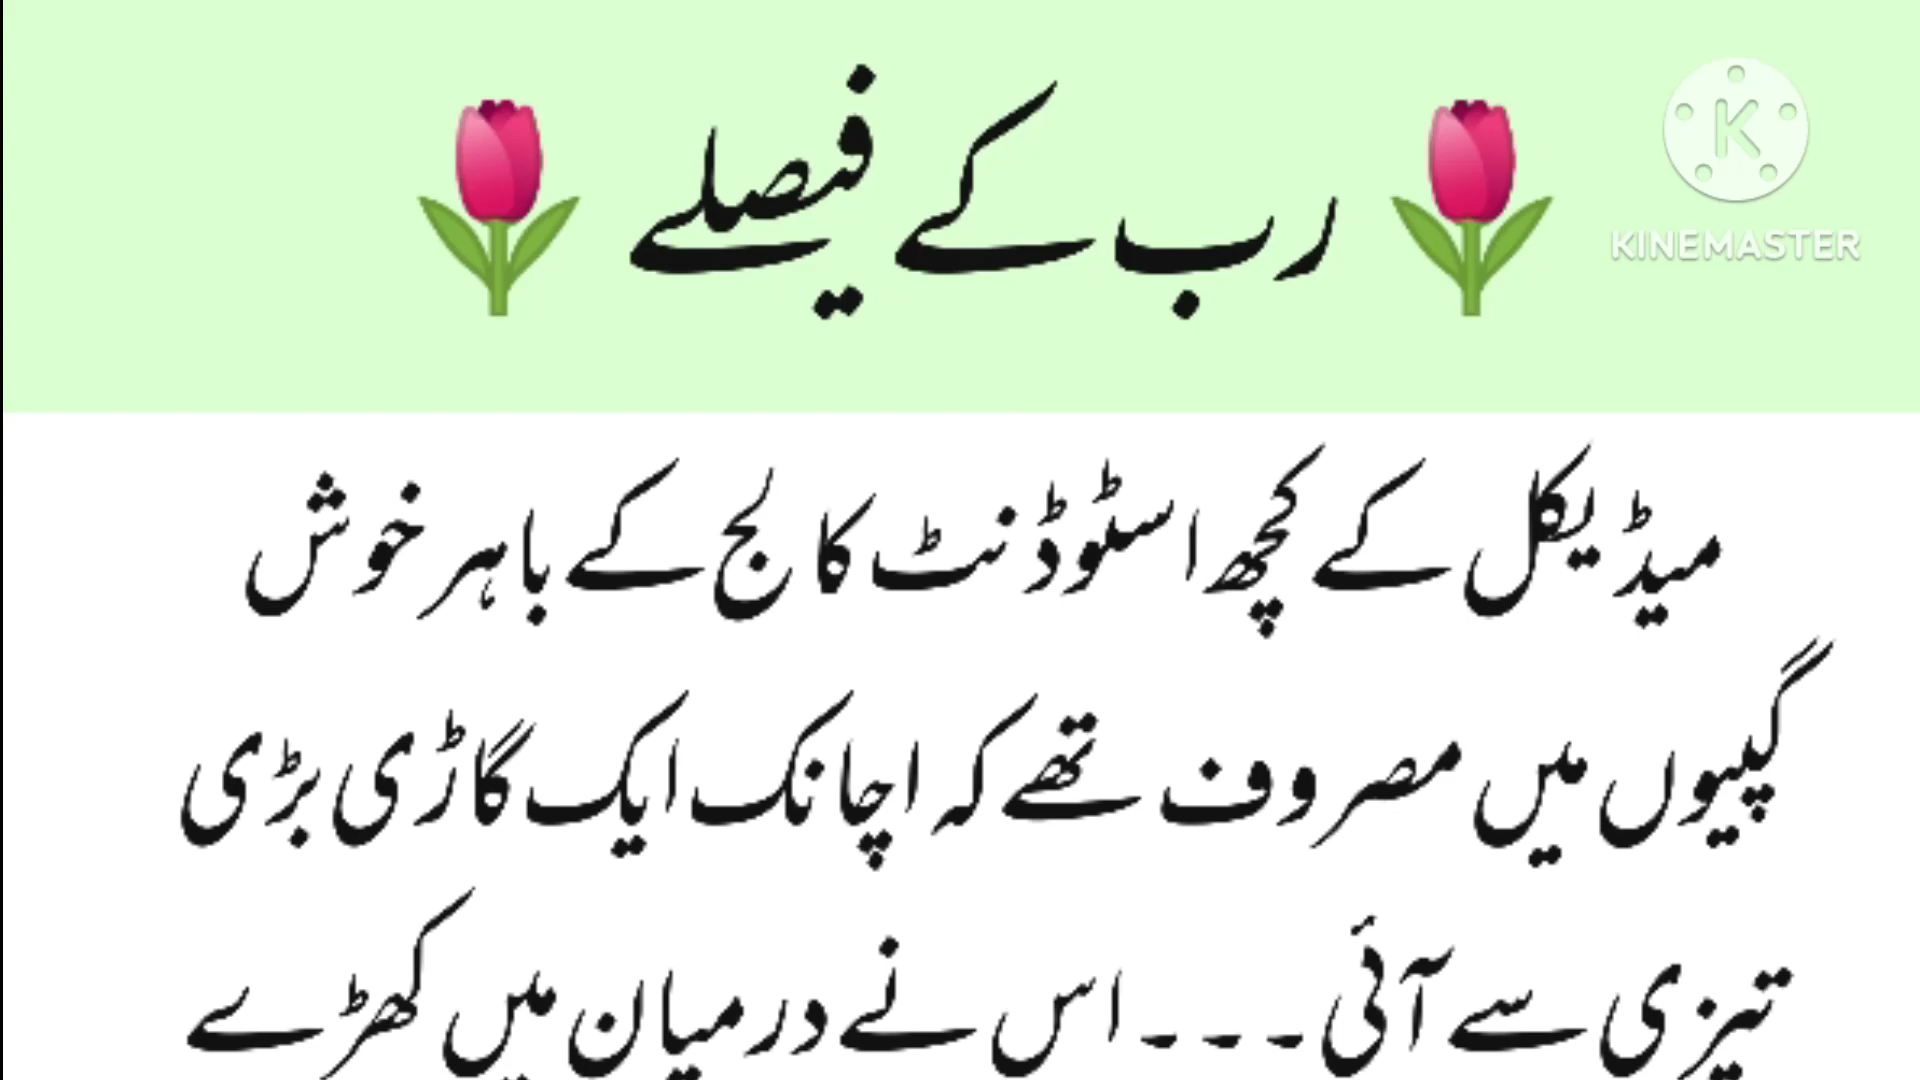 🌷 رب کے فیصلے 🌷
KINEMASTER
میڈیکل کے کچھ اسٹوڈنٹ کالج کے باہر خوش
گپیوں میں مصروف تھے کہ اچانک ایک گاڑی بڑی
تیزی سے آئی ۔۔۔ اس نے درمیان میں کھڑے